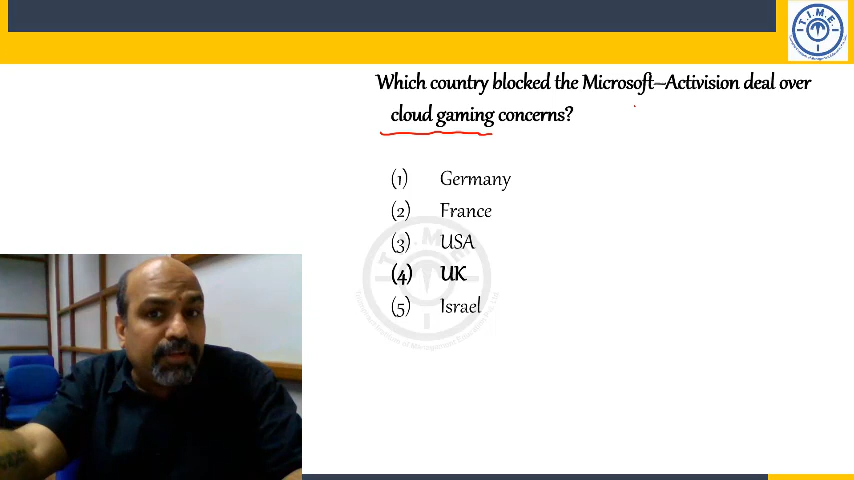 T.I.M.E.
Which country blocked the Microsoft–Activision deal over
cloud gaming concerns?
(1) Germany
(2) France
(3) USA
(4) UK
(5) Israel